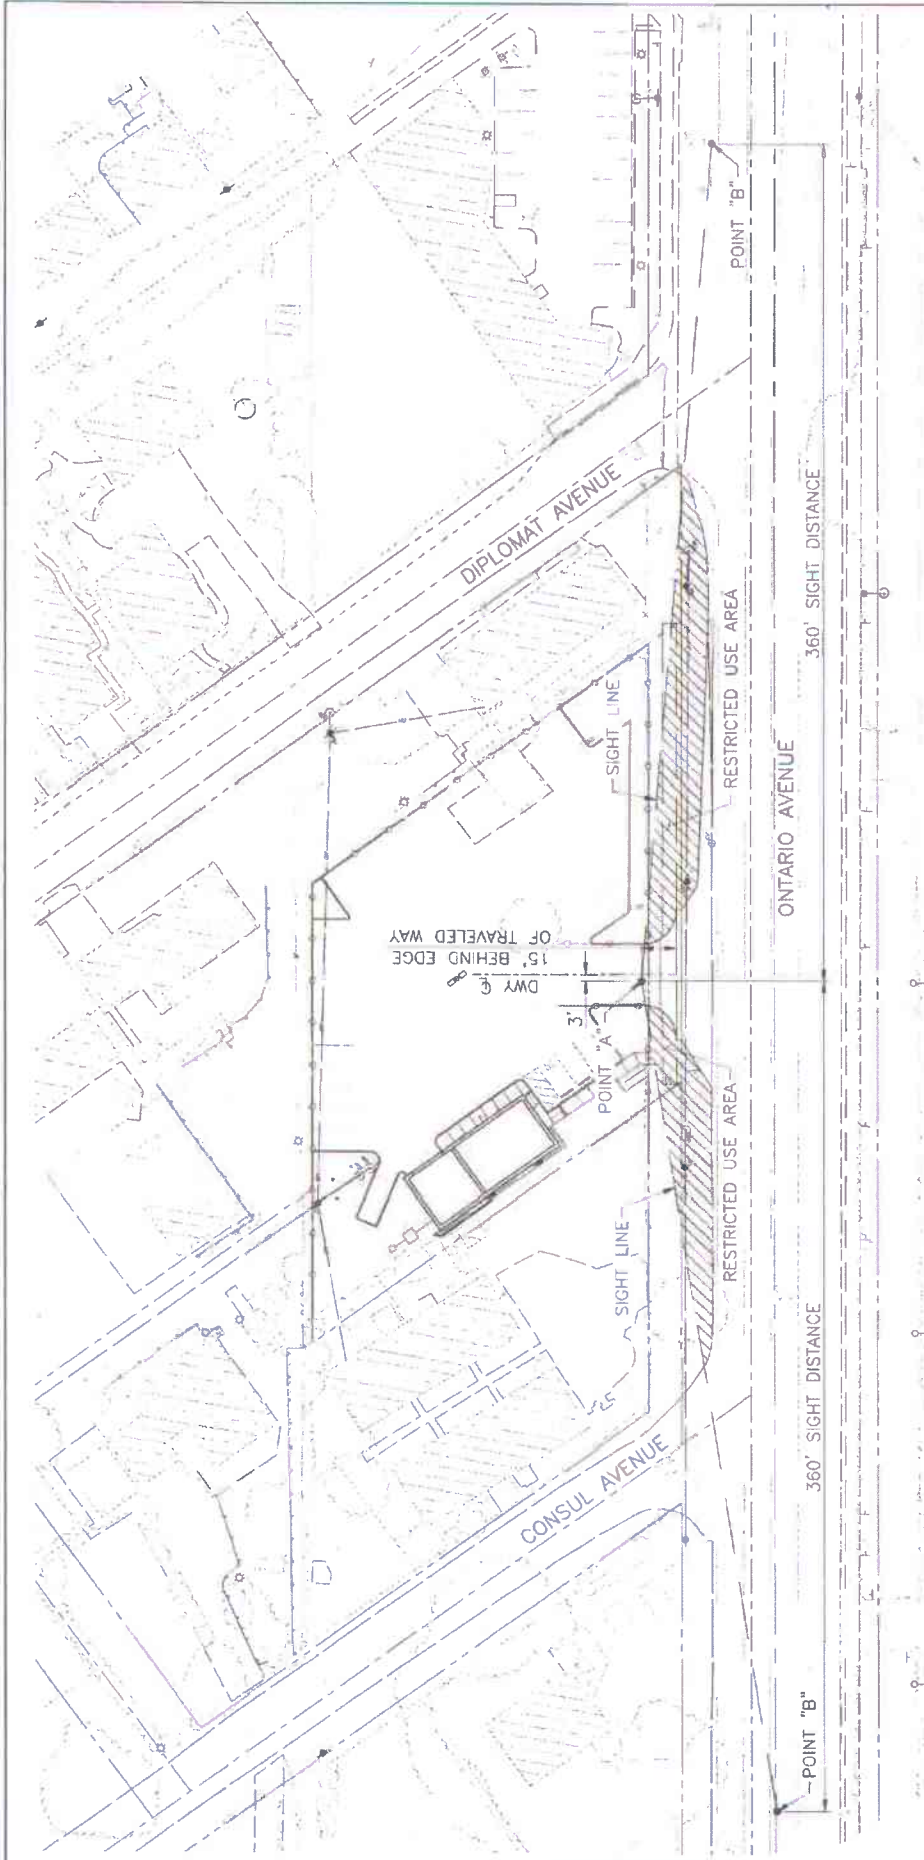 POINT "B"
DIPLOMAT AVENUE
360' SIGHT DISTANCE
RESTRICTED USE AREA
SIGHT LINE
ONTARIO AVENUE
15' BEHIND EDGE
OF TRAVELED WAY
DWY ℄
3'
POINT "A"
RESTRICTED USE AREA
SIGHT LINE
360' SIGHT DISTANCE
CONSUL AVENUE
POINT "B"